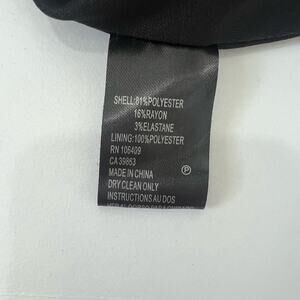 SHELL:81%POLYESTER
16%RAYON
3%ELASTANE
LINING:100%POLYESTER
RN 106409
CA 39863
MADE IN CHINA
P
DRY CLEAN ONLY
INSTRUCTIONS AU DOS